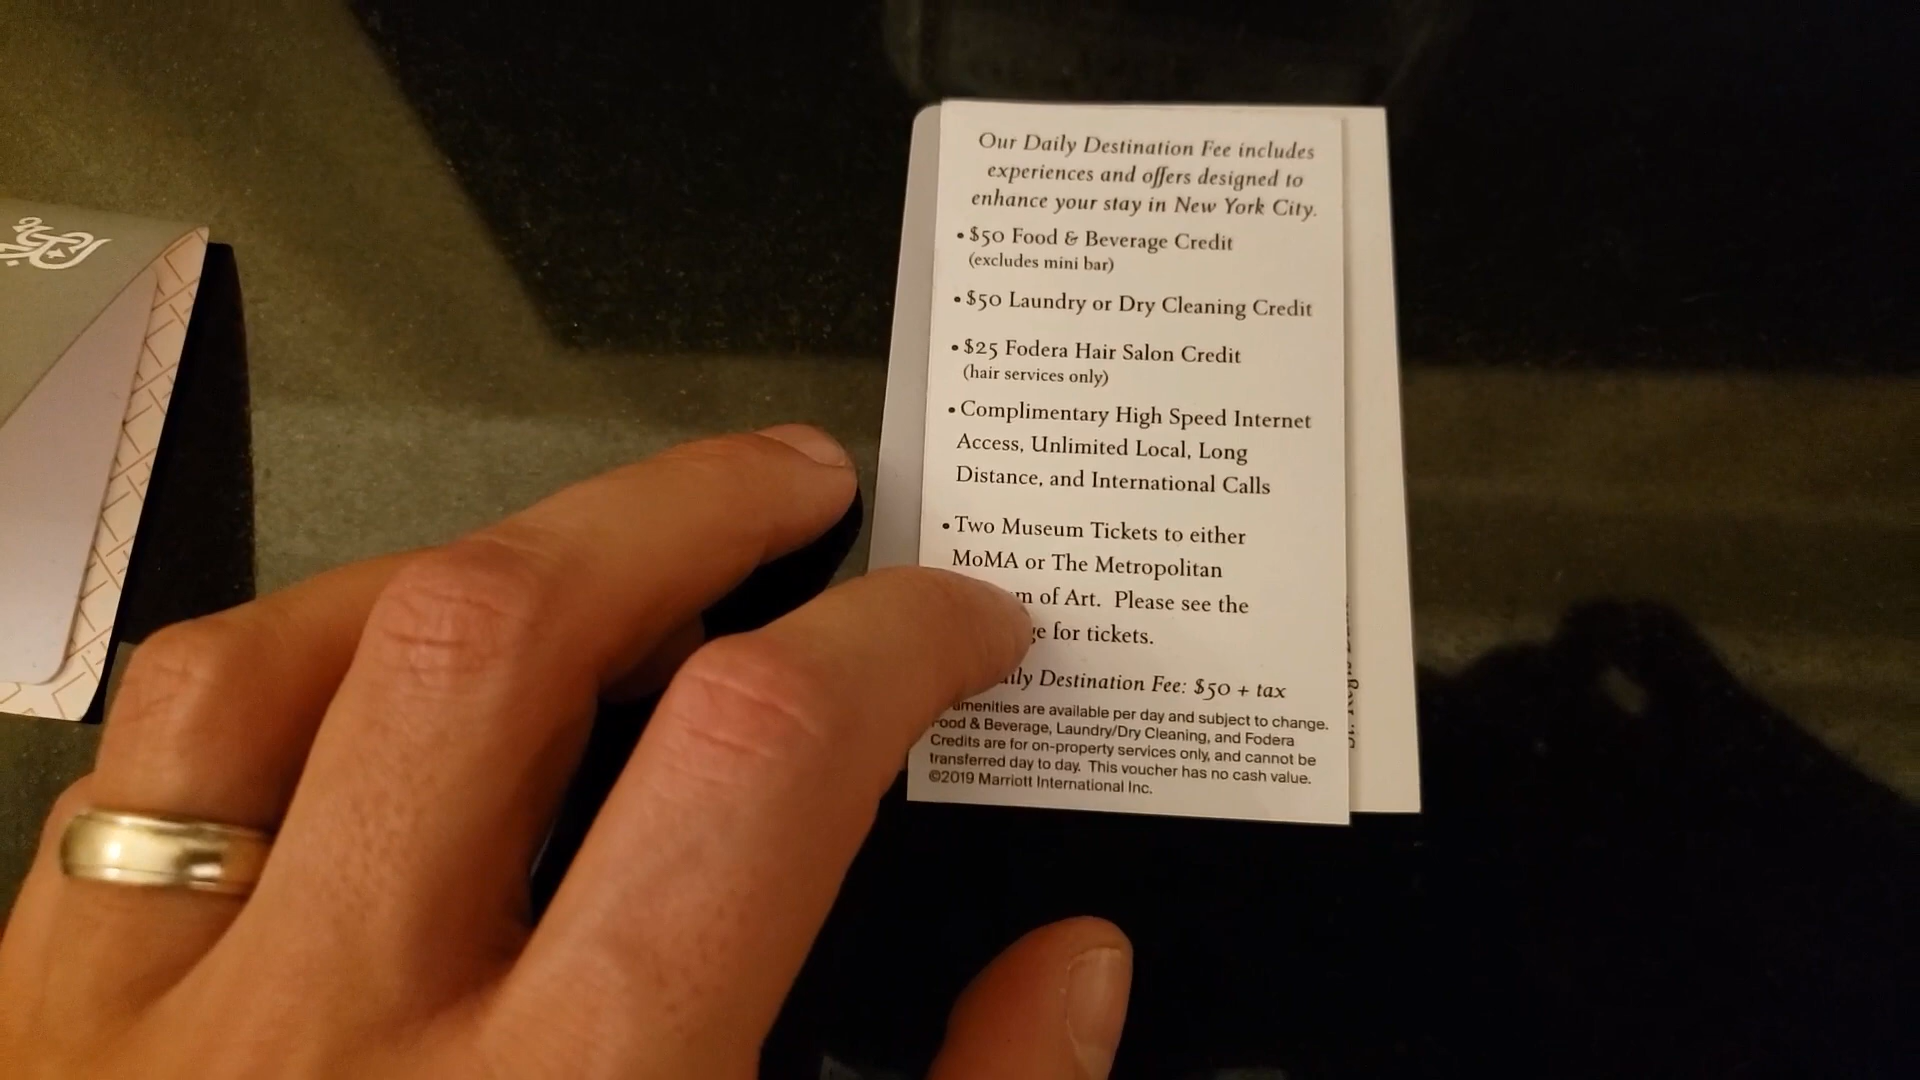 Our Daily Destination Fee includes
experiences and offers designed to
enhance your stay in New York City.
• $50 Food & Beverage Credit
(excludes mini bar)
• $50 Laundry or Dry Cleaning Credit
• $25 Fodera Hair Salon Credit
(hair services only)
• Complimentary High Speed Internet
Access, Unlimited Local, Long
Distance, and International Calls
• Two Museum Tickets to either
MoMA or The Metropolitan
of Art. Please see the
for tickets.
Destination Fee: $50 + tax
amenities are available per day and subject to change.
Food & Beverage, Laundry/Dry Cleaning, and Fodera
Credits are for on-property services only, and cannot be
transferred day to day. This voucher has no cash value.
©2019 Marriott International Inc.